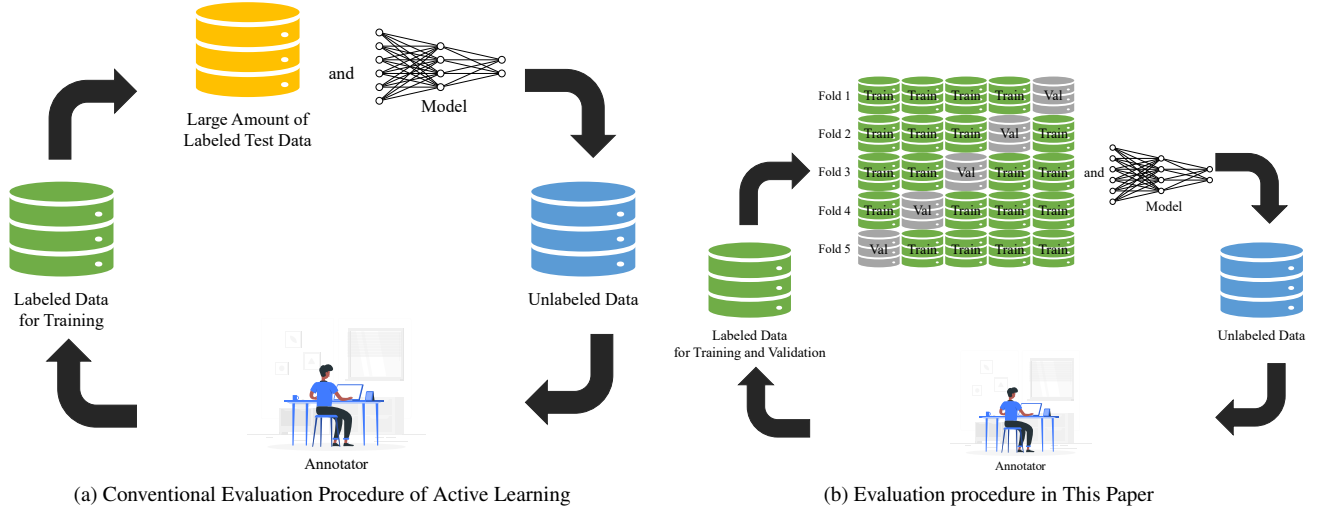 Large Amount of
Labeled Test Data
and
Model
Labeled Data
for Training
Unlabeled Data
Annotator
(a) Conventional Evaluation Procedure of Active Learning
Fold 1 Train Train Train Train Val
Fold 2 Train Train Train Val Train
Fold 3 Train Train Val Train Train
Fold 4 Train Val Train Train Train
Fold 5 Val Train Train Train Train
and
Model
Labeled Data
for Training and Validation
Unlabeled Data
Annotator
(b) Evaluation procedure in This Paper